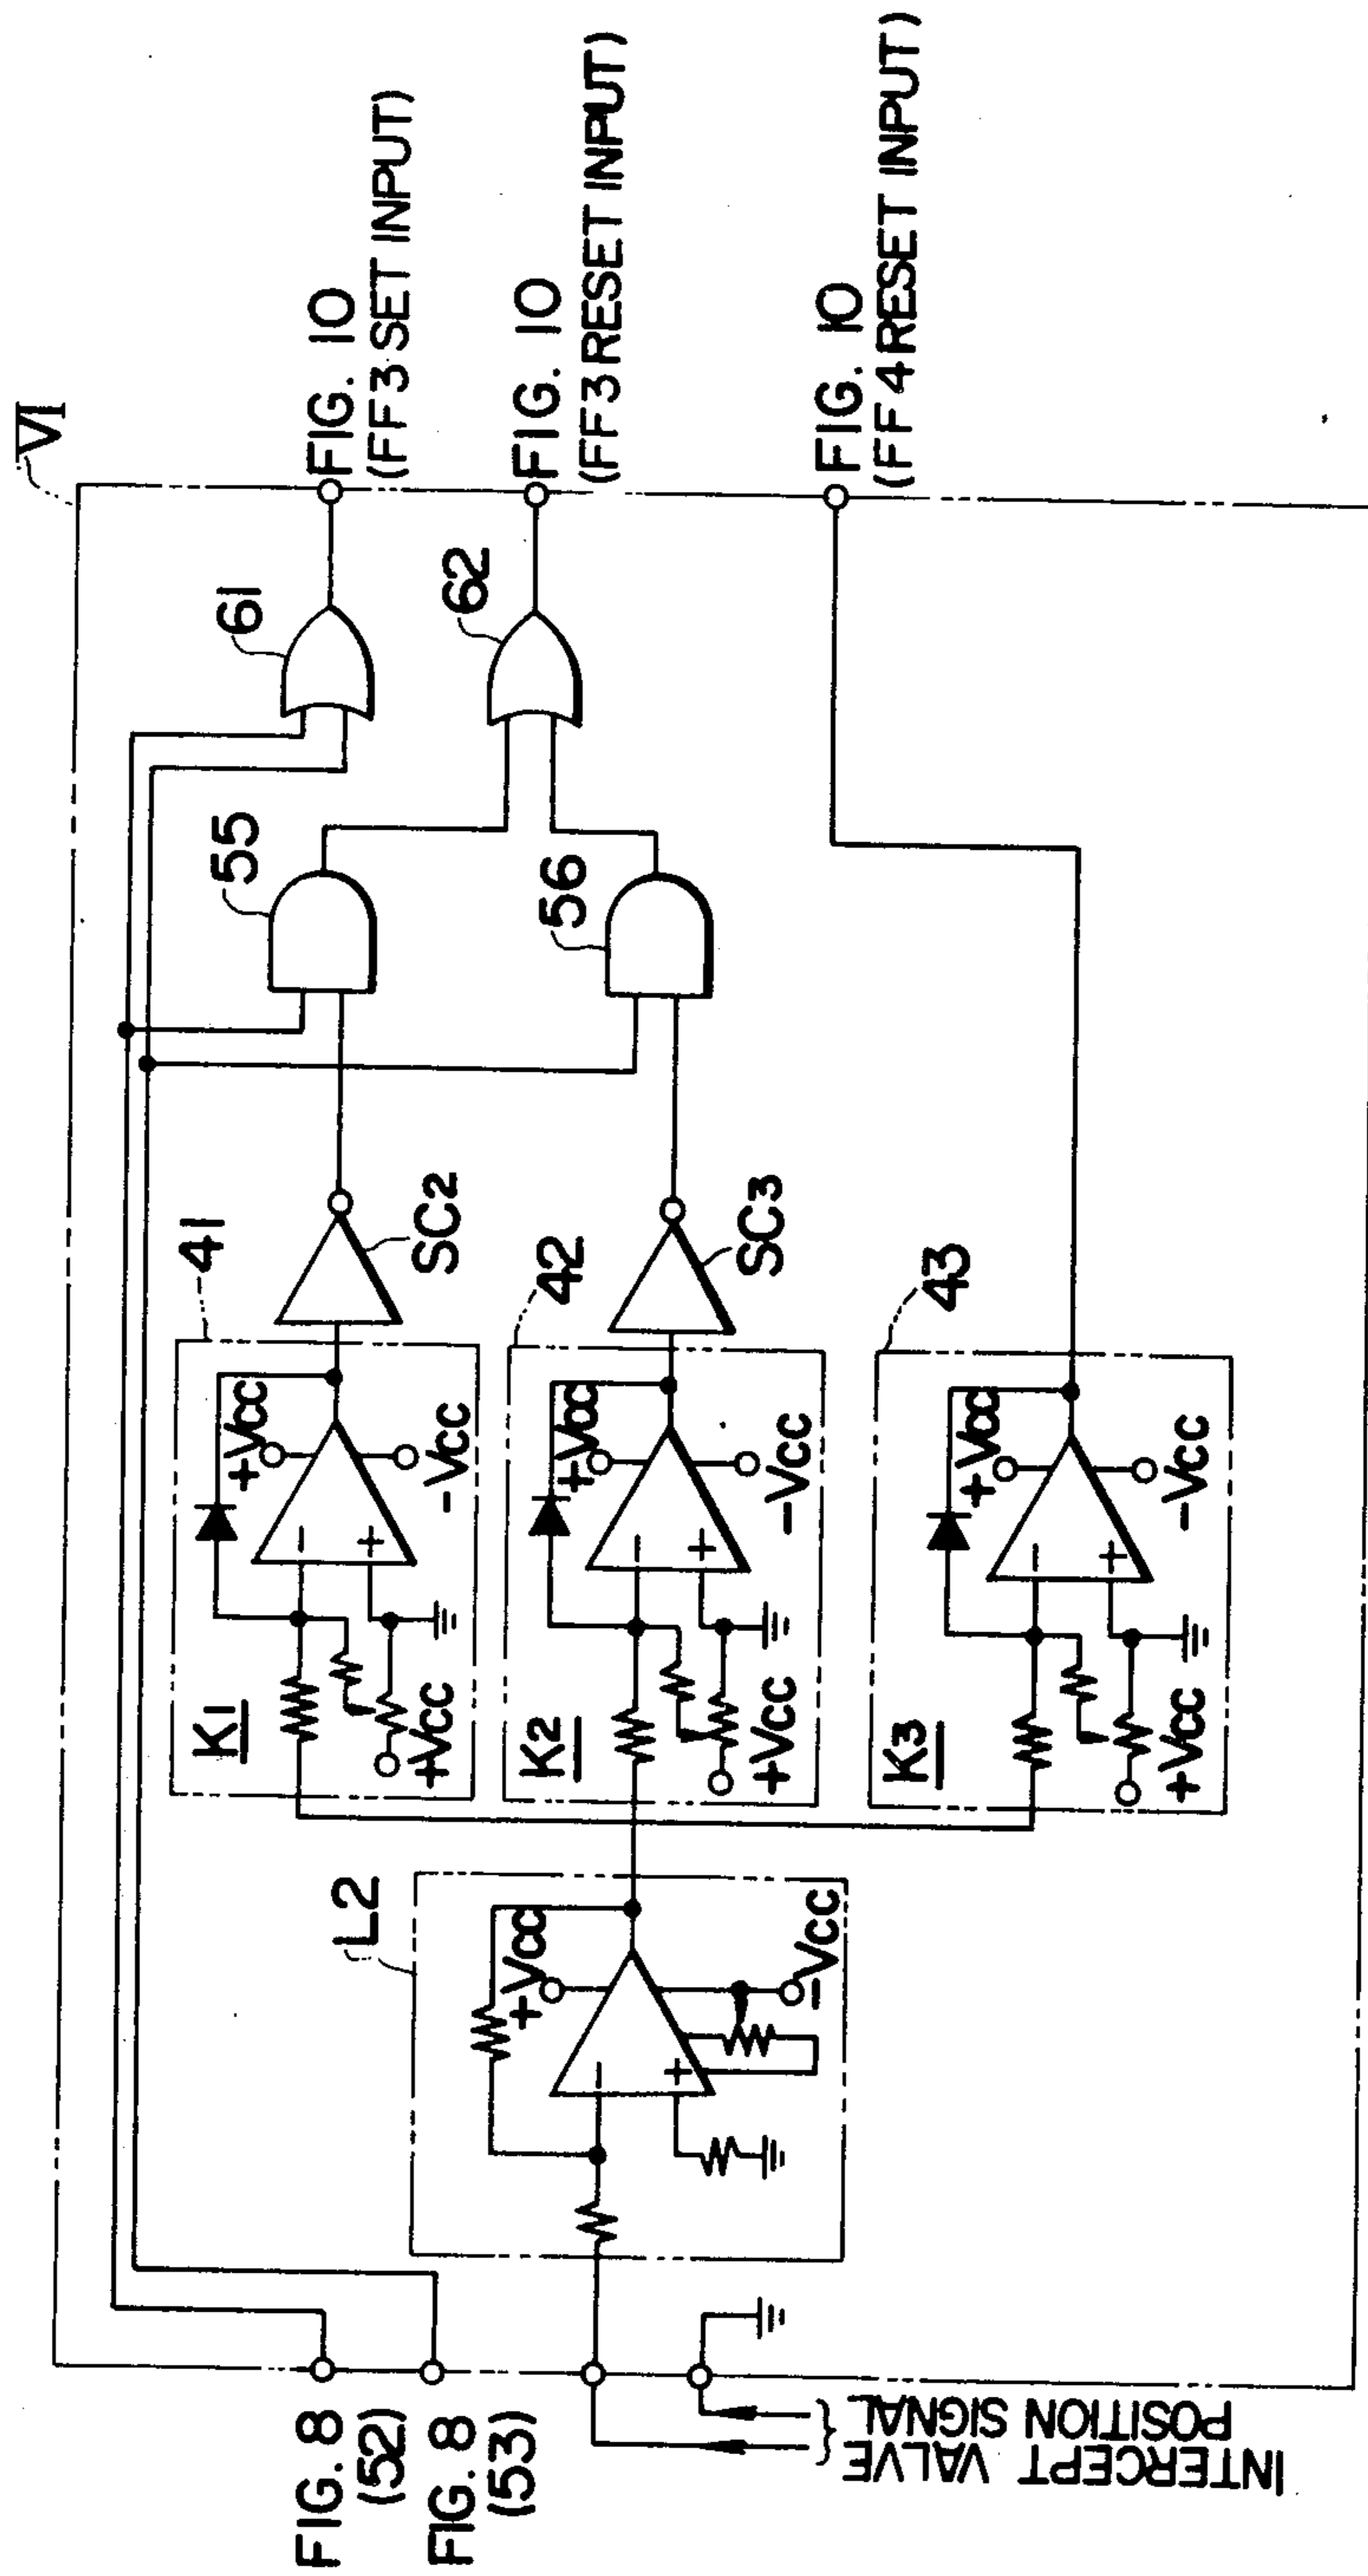 VI
FIG. 8
(52)
FIG. 8
(53)
INTERCEPT VALVE
POSITION SIGNAL
L2
+VCC
-VCC
-
+
41
K1
+VCC
+VCC
-VCC
-
+
SC2
42
K2
+VCC
+VCC
-VCC
-
+
SC3
43
K3
+VCC
+VCC
-VCC
-
+
55
56
61
62
FIG. 10
(FF3 SET INPUT)
FIG. 10
(FF3 RESET INPUT)
FIG. 10
(FF4 RESET INPUT)